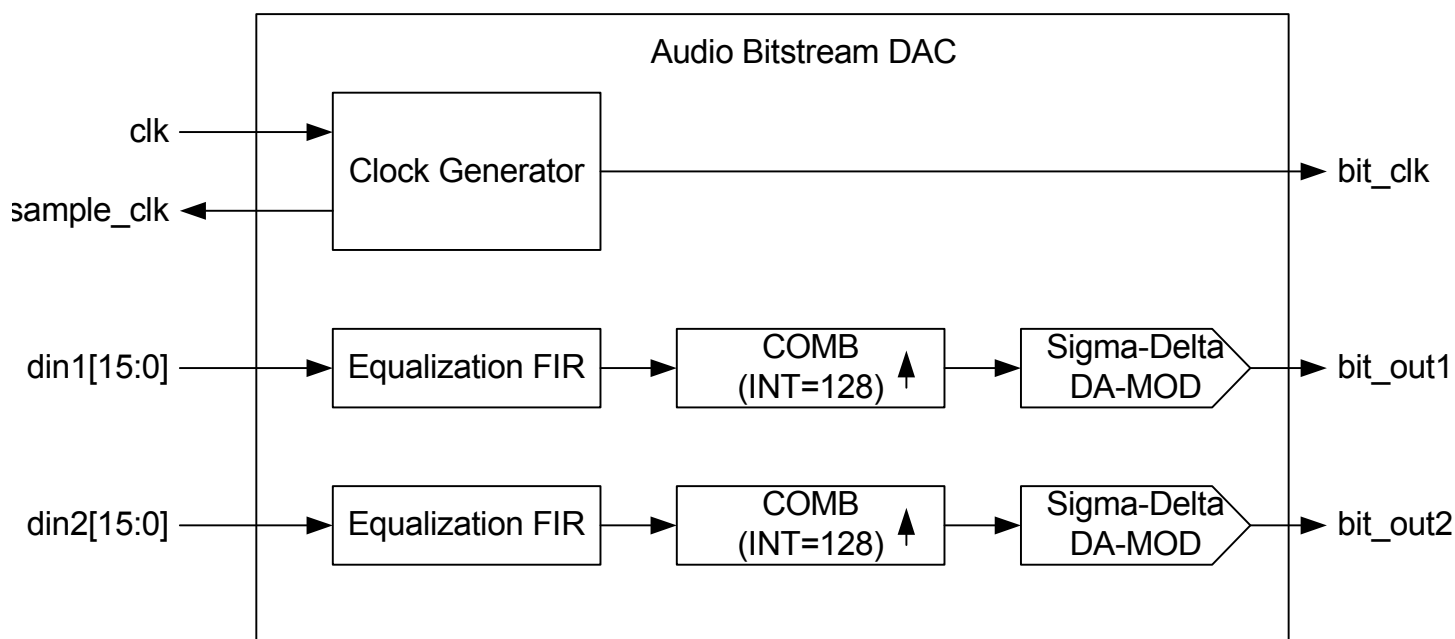 Audio Bitstream DAC
clk
Clock Generator
bit_clk
sample_clk
din1[15:0]
Equalization FIR
COMB
(INT=128)
Sigma-Delta
DA-MOD
bit_out1
din2[15:0]
Equalization FIR
COMB
(INT=128)
Sigma-Delta
DA-MOD
bit_out2